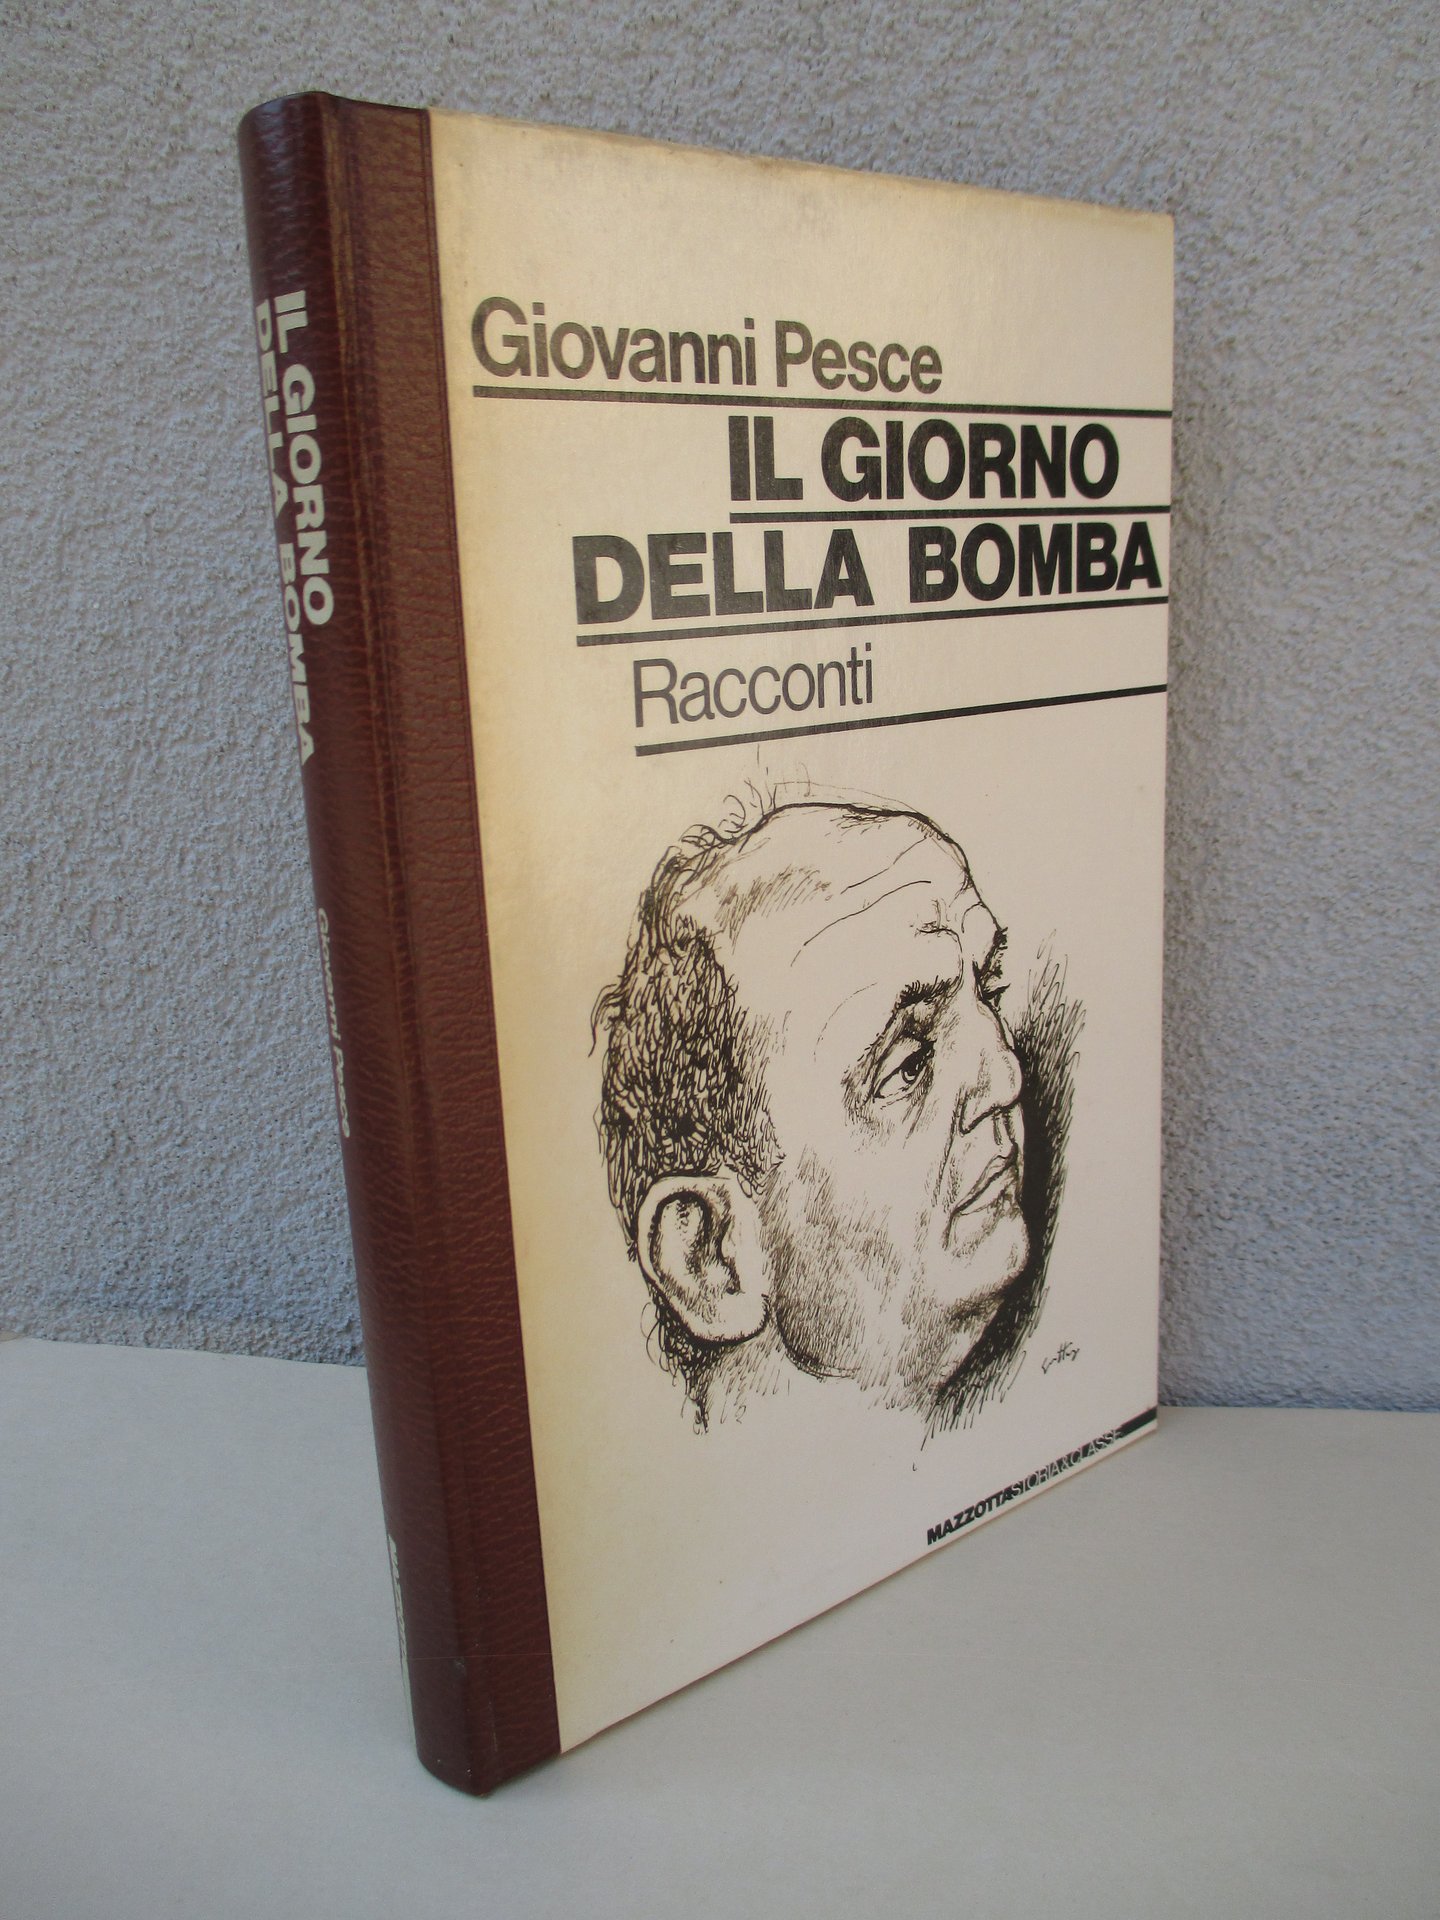 Giovanni Pesce
IL GIORNO
DELLA BOMBA
Racconti
MAZZOTTA STORIA & CLASSE
IL GIORNO
DELLA BOMBA
Giovanni Pesce